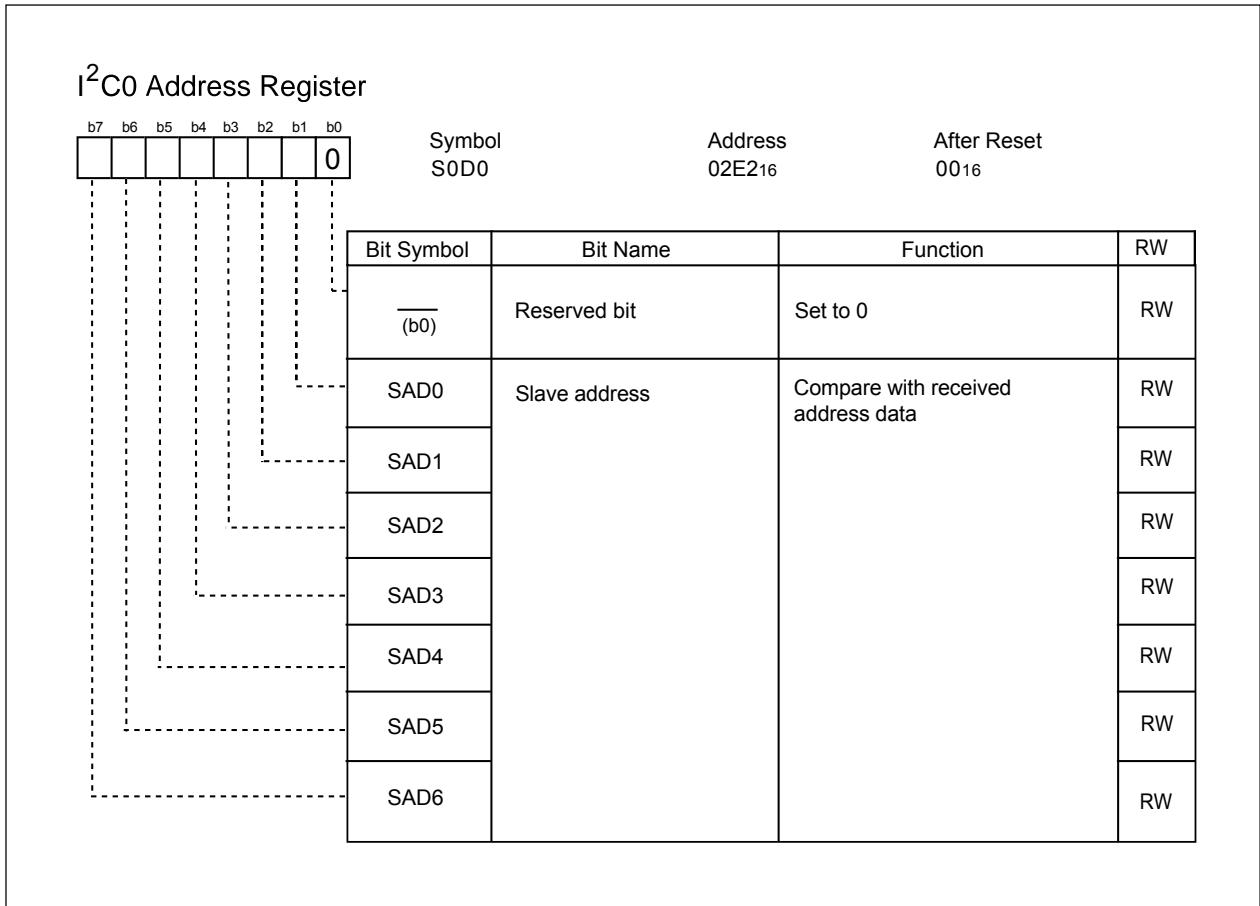 I²C0 Address Register
b7 b6 b5 b4 b3 b2 b1 b0
0
Symbol Address After Reset
S0D0 02E216 0016
Bit Symbol Bit Name Function RW
(b0) Reserved bit Set to 0 RW
SAD0 Slave address Compare with received address data RW
SAD1 RW
SAD2 RW
SAD3 RW
SAD4 RW
SAD5 RW
SAD6 RW